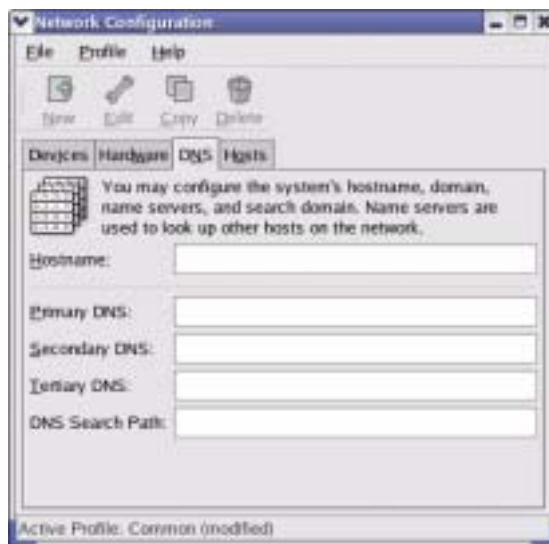 Network Configuration
File Profile Help
New Edit Copy Delete
Devices Hardware DNS Hosts
You may configure the system's hostname, domain,
name servers, and search domain. Name servers are
used to look up other hosts on the network.
Hostname:
Primary DNS:
Secondary DNS:
Tertiary DNS:
DNS Search Path:
Active Profile: Common (modified)